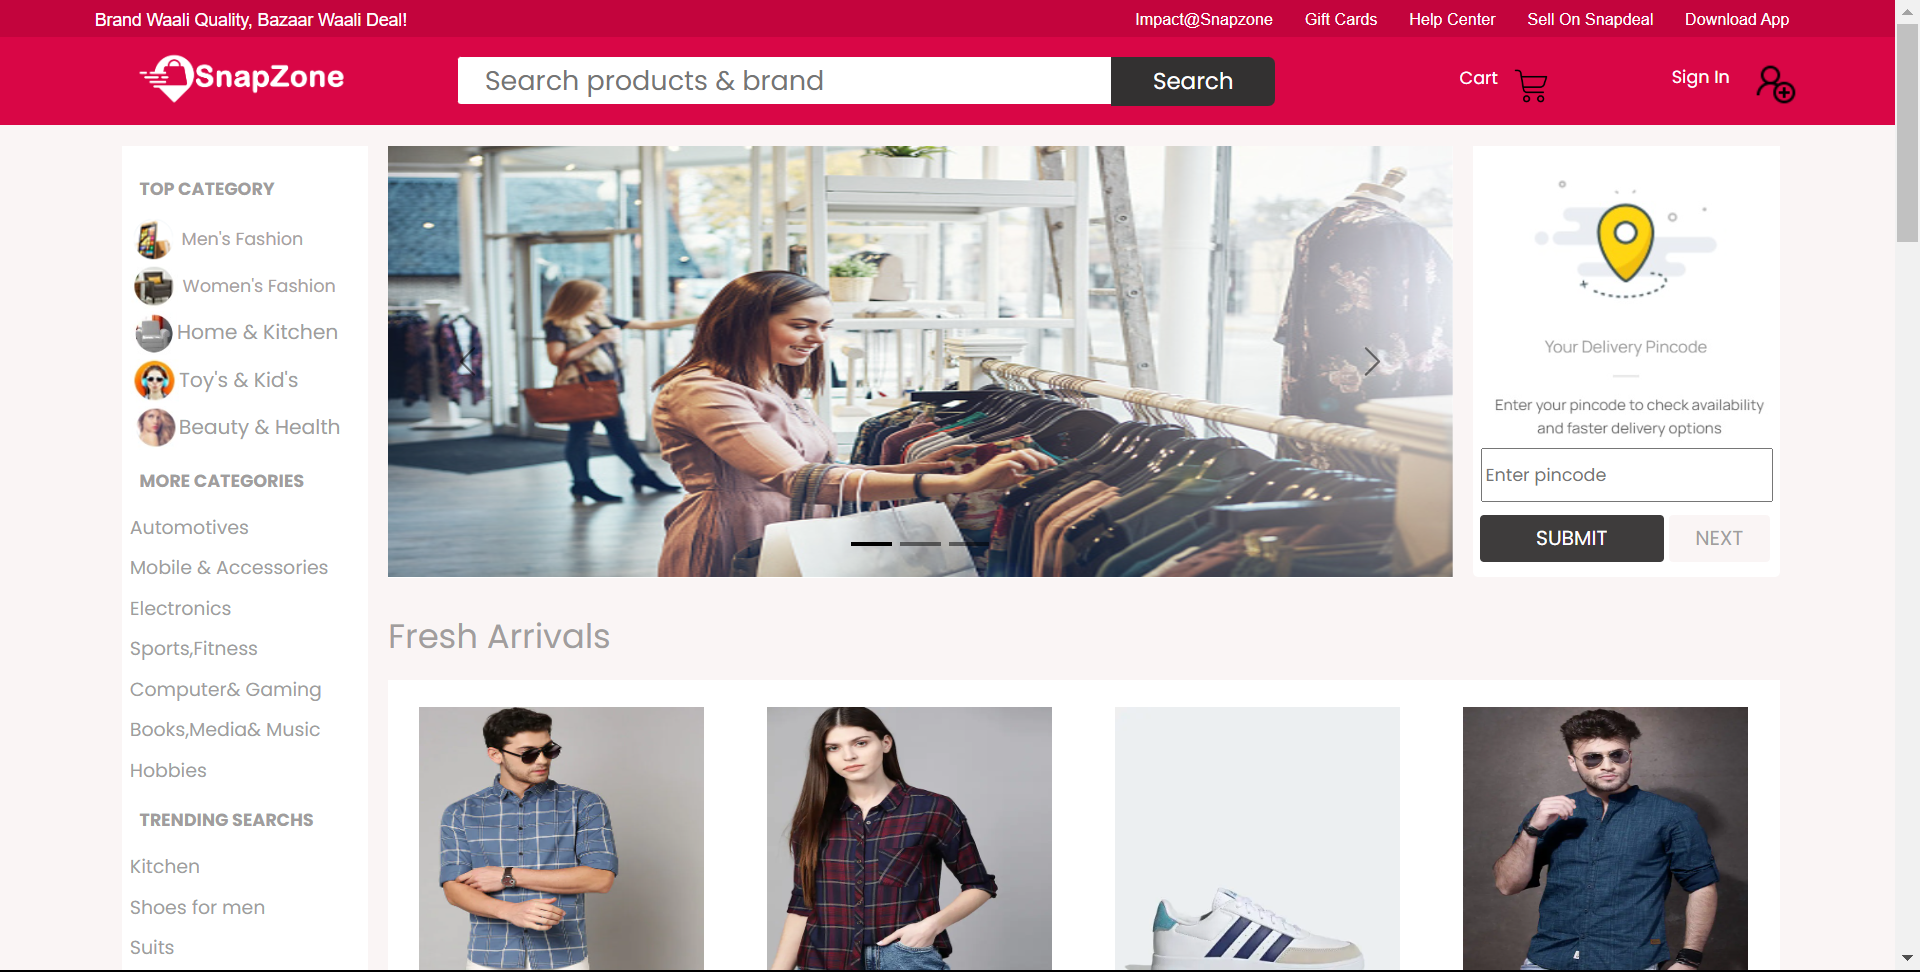 Brand Waali Quality, Bazaar Waali Deal!
Impact@Snapzone
Gift Cards
Help Center
Sell On Snapdeal
Download App
SnapZone
Search products & brand
Search
Cart
Sign In
TOP CATEGORY
Men's Fashion
Women's Fashion
Home & Kitchen
Toy's & Kid's
Beauty & Health
MORE CATEGORIES
Automotives
Mobile & Accessories
Electronics
Sports,Fitness
Computer& Gaming
Books,Media& Music
Hobbies
TRENDING SEARCHS
Kitchen
Shoes for men
Suits
Your Delivery Pincode
Enter your pincode to check availability
and faster delivery options
Enter pincode
SUBMIT
NEXT
Fresh Arrivals